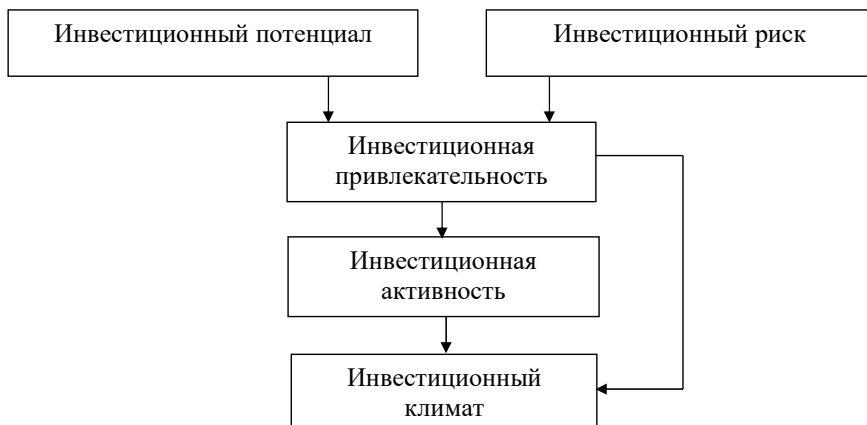 Инвестиционный потенциал
Инвестиционный риск
Инвестиционная
привлекательность
Инвестиционная
активность
Инвестиционный
климат